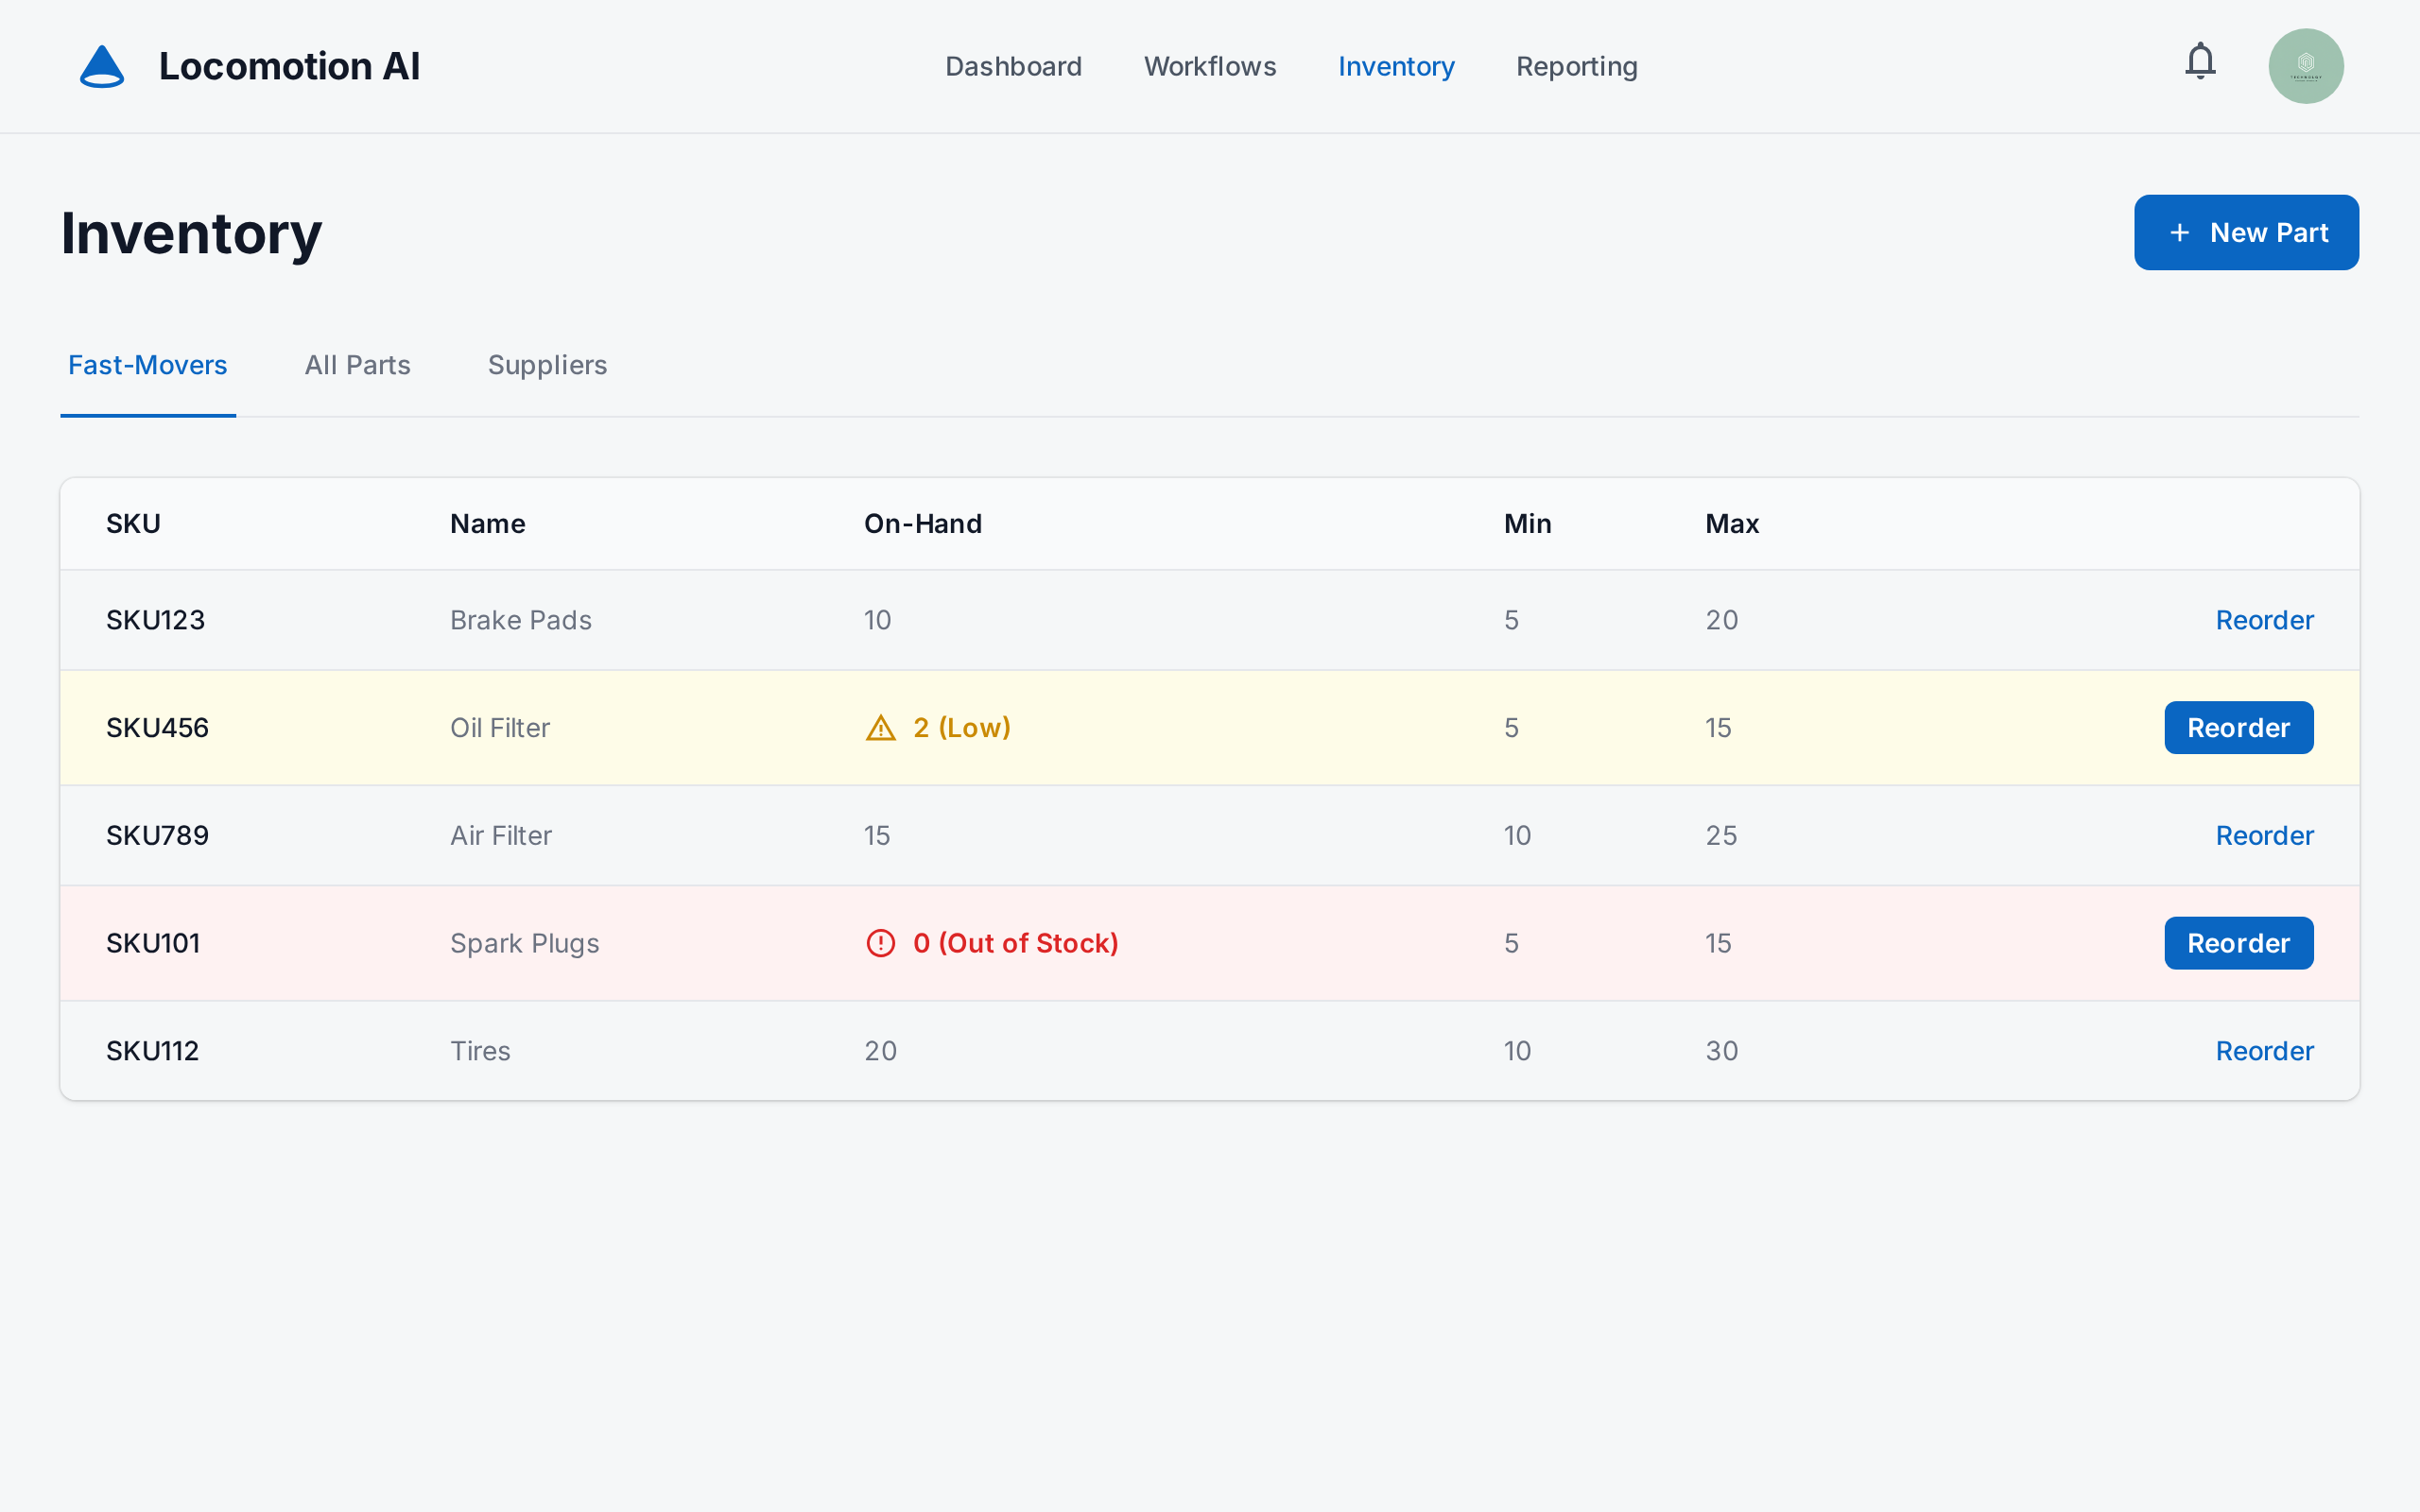 Locomotion AI
Dashboard Workflows Inventory Reporting
Inventory
+ New Part
Fast-Movers All Parts Suppliers
SKU Name On-Hand Min Max
SKU123 Brake Pads 10 5 20 Reorder
SKU456 Oil Filter 2 (Low) 5 15 Reorder
SKU789 Air Filter 15 10 25 Reorder
SKU101 Spark Plugs 0 (Out of Stock) 5 15 Reorder
SKU112 Tires 20 10 30 Reorder